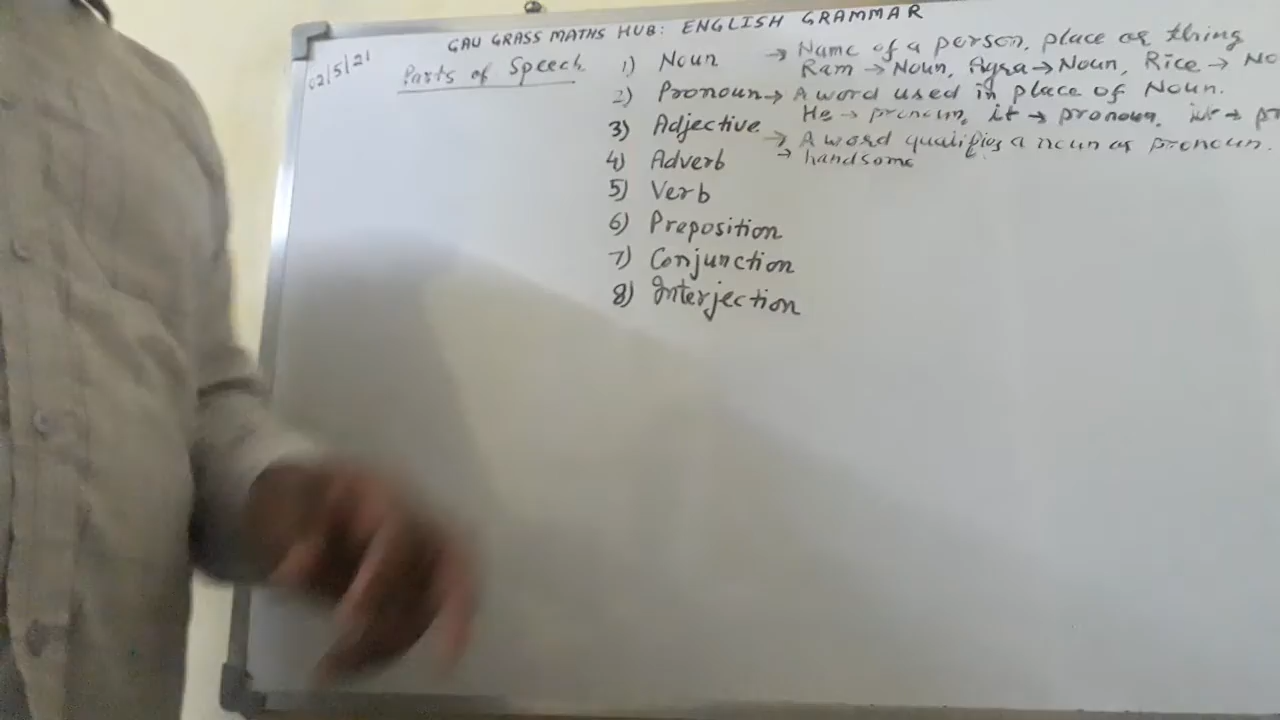 GAU GRASS MATHS HUB: ENGLISH GRAMMAR
02/5/21
Parts of Speech
1) Noun → Name of a person, place or thing
Ram → Noun, Agra → Noun, Rice → No
2) Pronoun → A word used in place of Noun.
He → pronoun, it → pronoun,
3) Adjective → A word qualifies a noun or pronoun.
→ handsome
4) Adverb
5) Verb
6) Preposition
7) Conjunction
8) Interjection